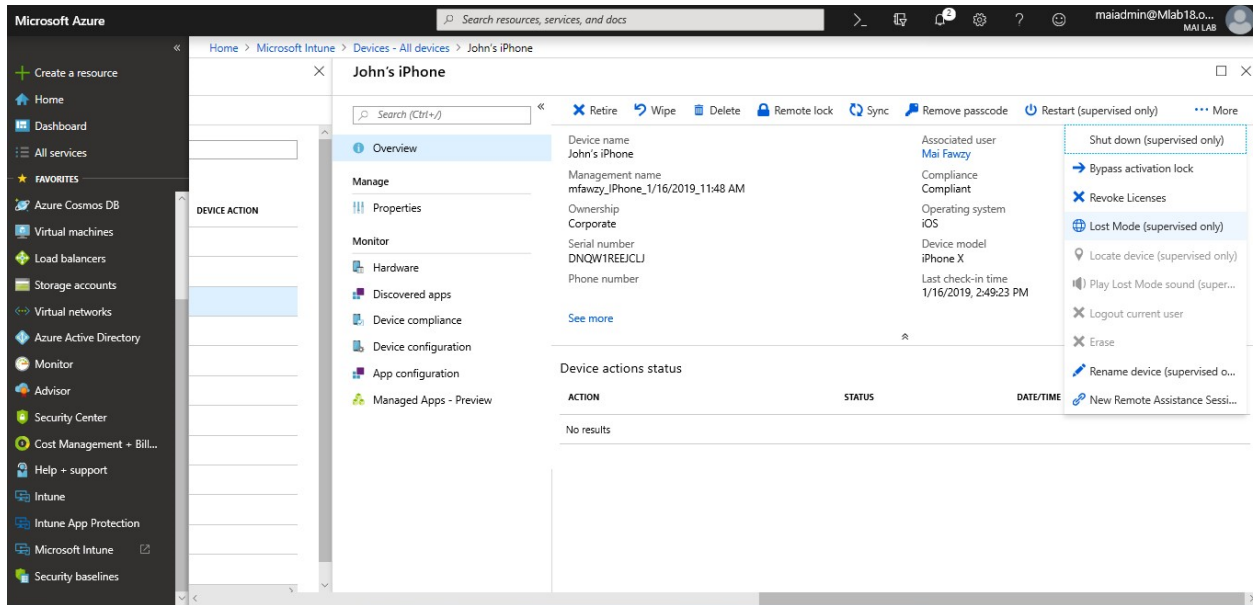 Microsoft Azure
Search resources, services, and docs
2
maiadmin@Mlab18.o...
MAI LAB
Home > Microsoft Intune > Devices - All devices > John's iPhone
Create a resource
Home
Dashboard
All services
FAVORITES
Azure Cosmos DB
Virtual machines
Load balancers
Storage accounts
Virtual networks
Azure Active Directory
Monitor
Advisor
Security Center
Cost Management + Bill...
Help + support
Intune
Intune App Protection
Microsoft Intune
Security baselines
DEVICE ACTION
John's iPhone
Search (Ctrl+/)
Overview
Manage
Properties
Monitor
Hardware
Discovered apps
Device compliance
Device configuration
App configuration
Managed Apps - Preview
Retire Wipe Delete Remote lock Sync Remove passcode Restart (supervised only) ... More
Device name
John's iPhone
Management name
mfawzy_IPhone_1/16/2019_11:48 AM
Ownership
Corporate
Serial number
DNQW1REEJCLJ
Phone number
See more
Associated user
Mai Fawzy
Compliance
Compliant
Operating system
iOS
Device model
iPhone X
Last check-in time
1/16/2019, 2:49:23 PM
Shut down (supervised only)
Bypass activation lock
Revoke Licenses
Lost Mode (supervised only)
Locate device (supervised only)
Play Lost Mode sound (super...
Logout current user
Erase
Rename device (supervised o...
New Remote Assistance Sessi...
Device actions status
ACTION STATUS DATE/TIME
No results